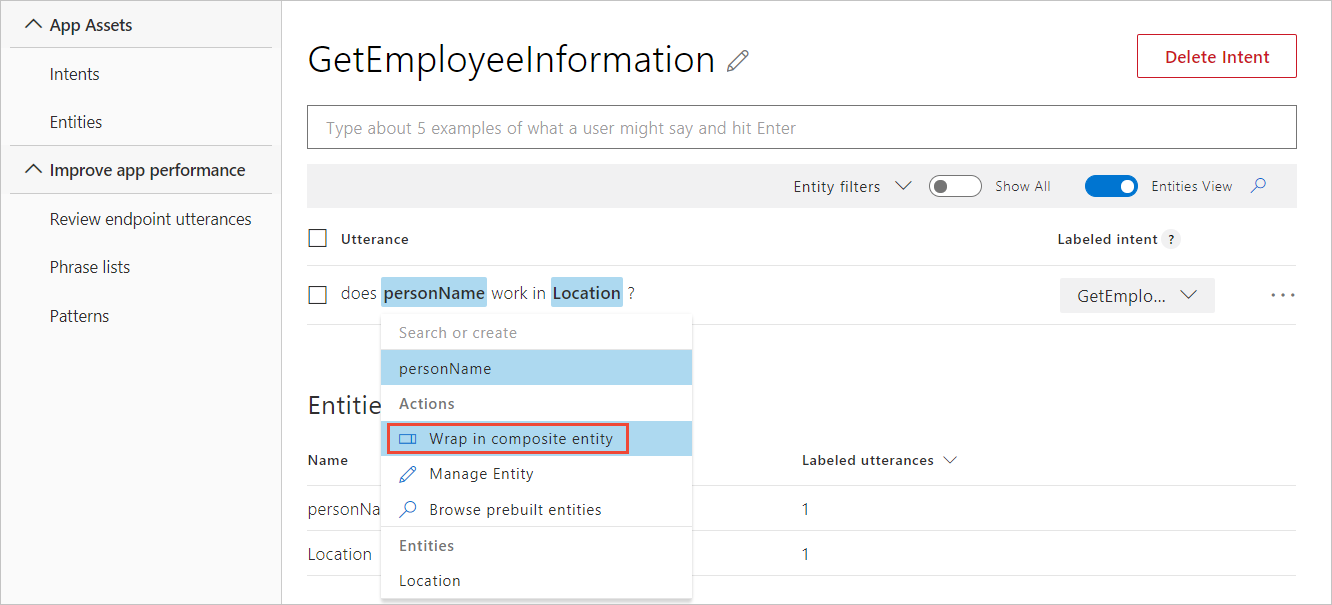 App Assets
Intents
Entities
Improve app performance
Review endpoint utterances
Phrase lists
Patterns
GetEmployeeInformation
Delete Intent
Type about 5 examples of what a user might say and hit Enter
Entity filters Show All Entities View
Utterance Labeled intent ?
does personName work in Location ? GetEmplo... ...
Search or create
personName
Actions
Wrap in composite entity
Manage Entity
Browse prebuilt entities
Entities
Location
Entitie
Name Labeled utterances
personNa 1
Location 1